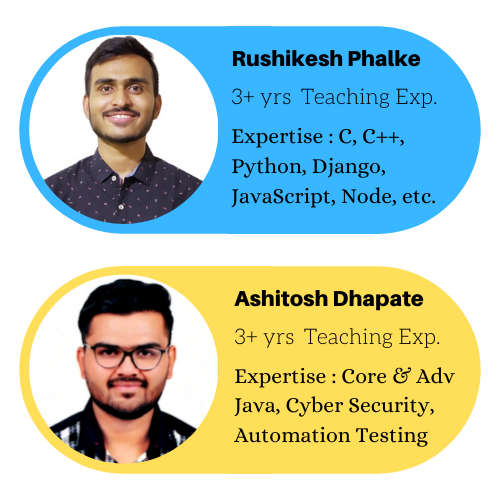 Rushikesh Phalke
3+ yrs Teaching Exp.
Expertise : C, C++,
Python, Django,
JavaScript, Node, etc.
Ashitosh Dhapate
3+ yrs Teaching Exp.
Expertise : Core & Adv
Java, Cyber Security,
Automation Testing